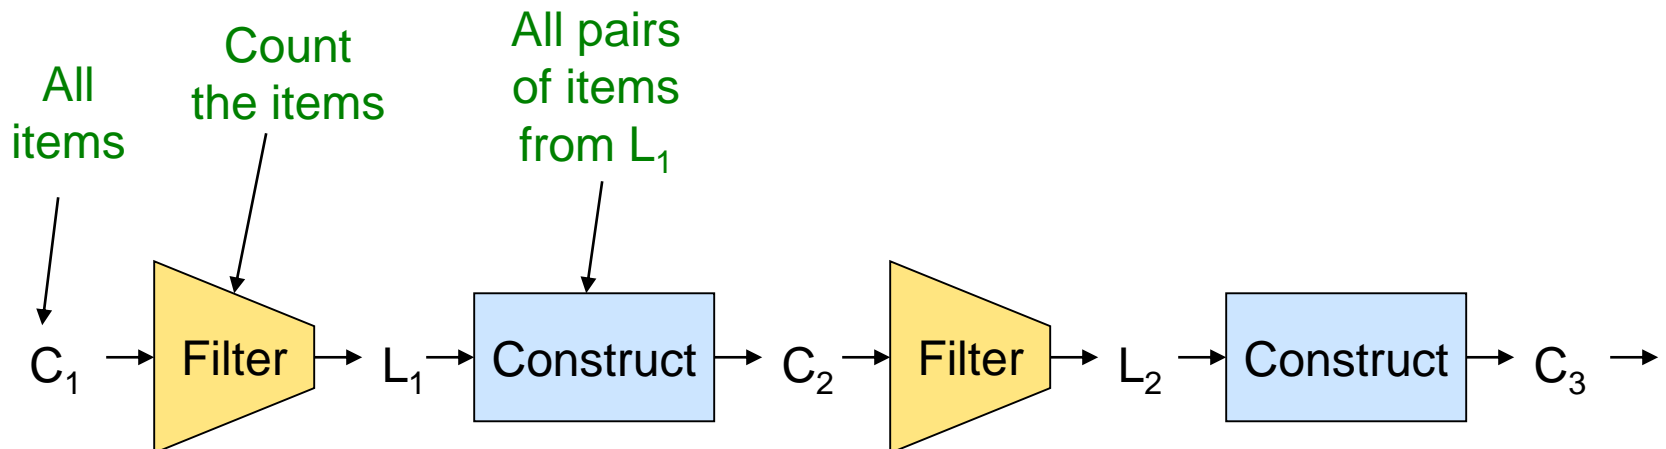 All
items
Count
the items
All pairs
of items
from L₁
C₁
Filter
L₁
Construct
C₂
Filter
L₂
Construct
C₃